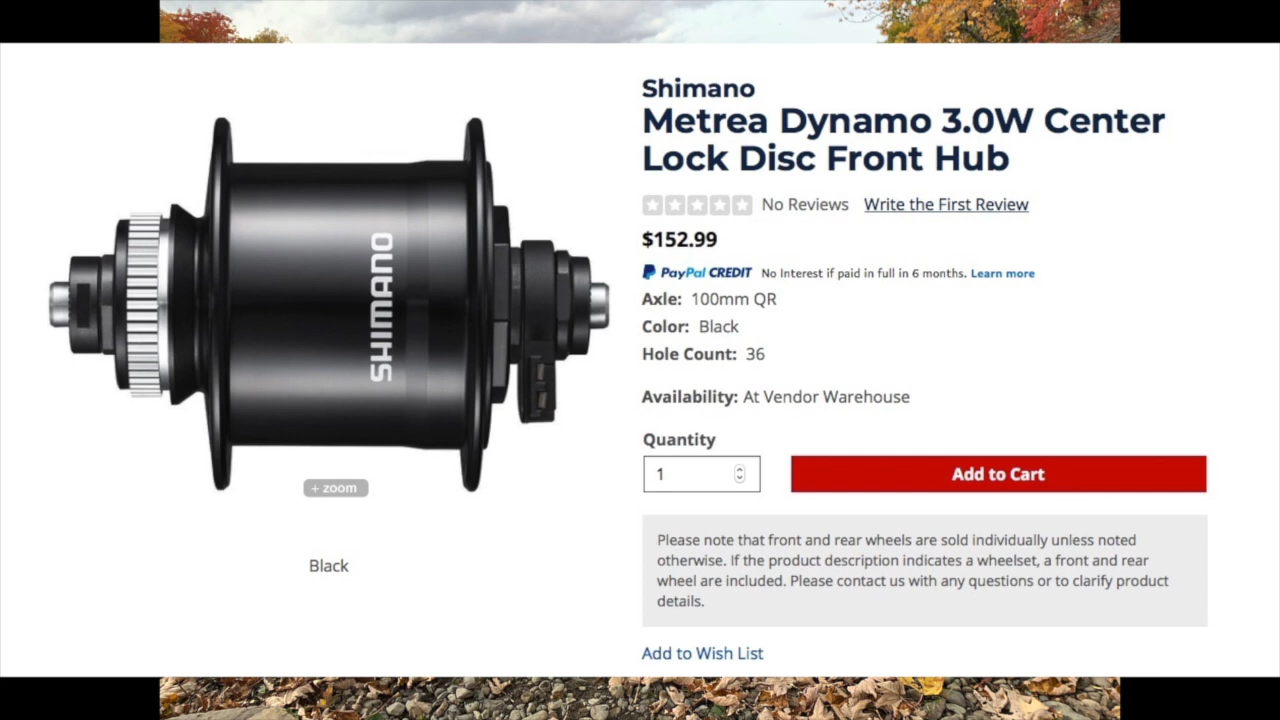 Shimano
Metrea Dynamo 3.0W Center
Lock Disc Front Hub
No Reviews Write the First Review
$152.99
PayPal CREDIT No Interest if paid in full in 6 months. Learn more
Axle: 100mm QR
Color: Black
Hole Count: 36
Availability: At Vendor Warehouse
Quantity
1
Add to Cart
Please note that front and rear wheels are sold individually unless noted
otherwise. If the product description indicates a wheelset, a front and rear
wheel are included. Please contact us with any questions or to clarify product
details.
Add to Wish List
SHIMANO
+ zoom
Black